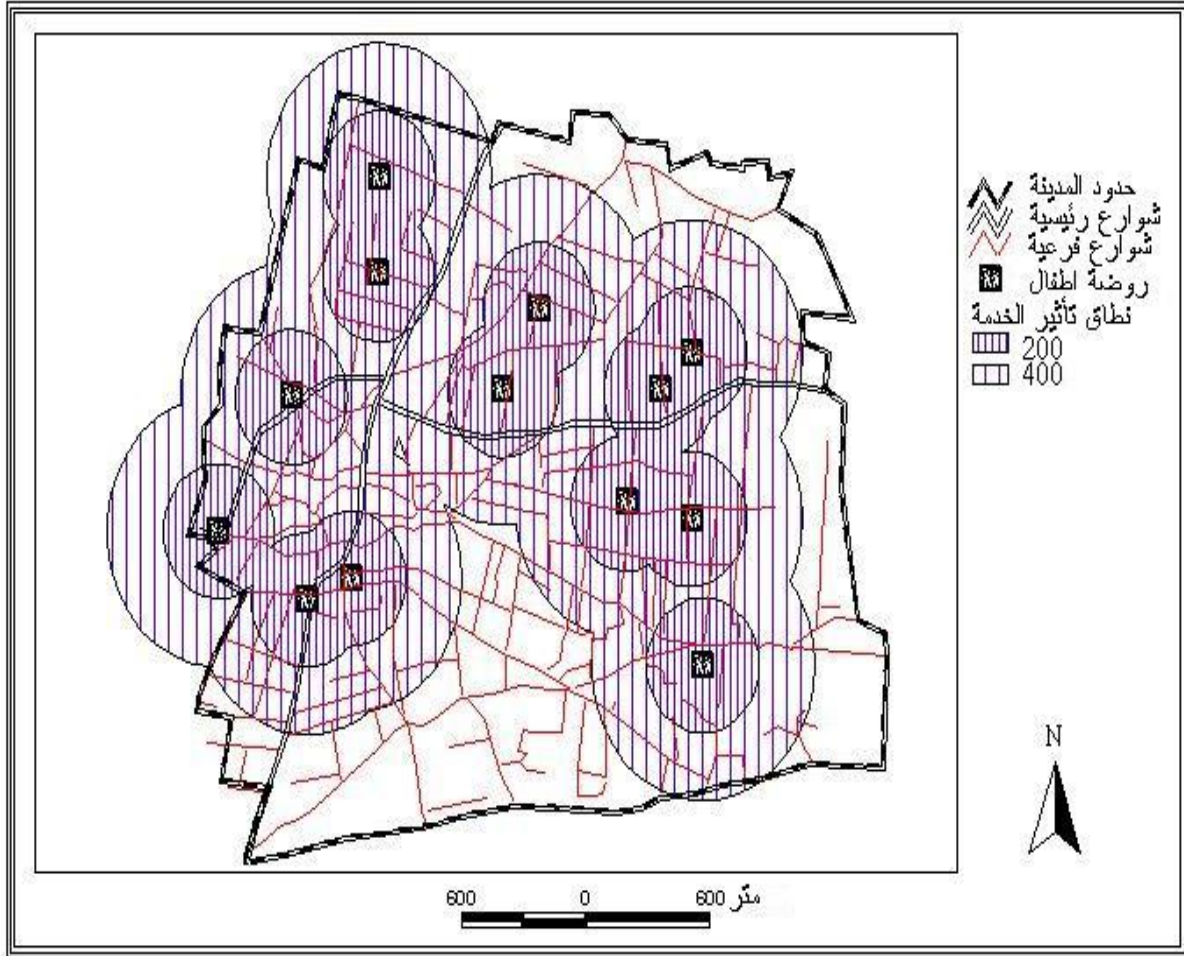 حدود المدينة
شوارع رئيسية
شوارع فرعية
روضة اطفال
نطاق تأثير الخدمة
200
400
N
600 0 600 متر